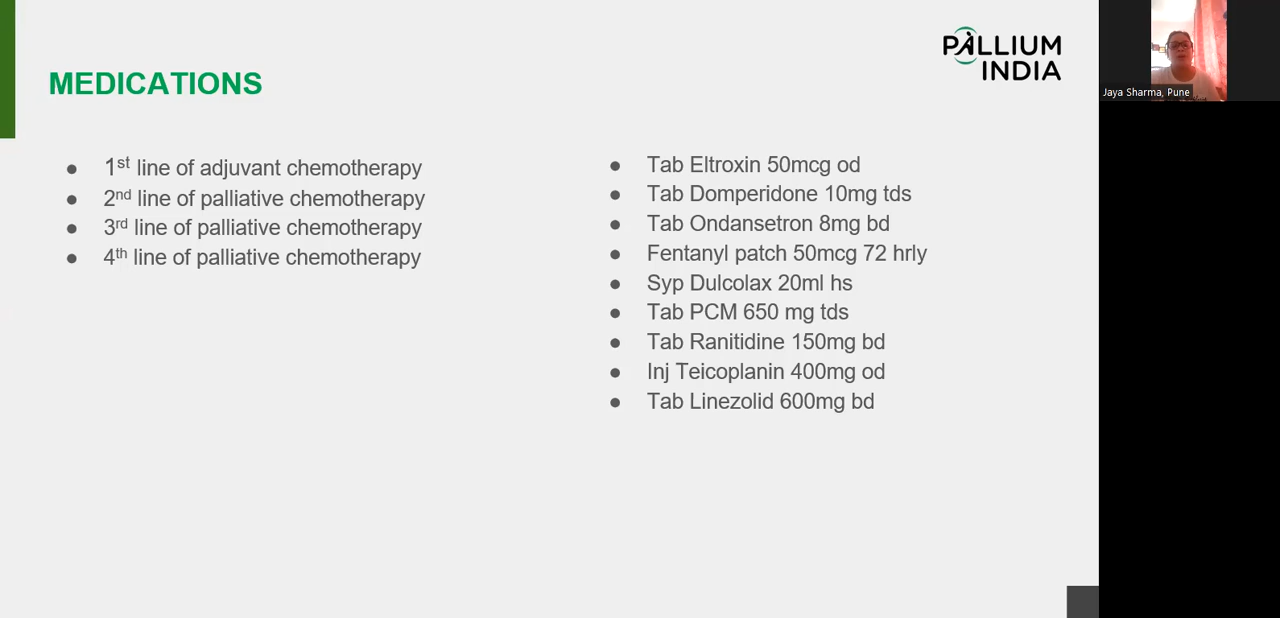 PALLIUM
INDIA
MEDICATIONS
● 1st line of adjuvant chemotherapy
● 2nd line of palliative chemotherapy
● 3rd line of palliative chemotherapy
● 4th line of palliative chemotherapy
● Tab Eltroxin 50mcg od
● Tab Domperidone 10mg tds
● Tab Ondansetron 8mg bd
● Fentanyl patch 50mcg 72 hrly
● Syp Dulcolax 20ml hs
● Tab PCM 650 mg tds
● Tab Ranitidine 150mg bd
● Inj Teicoplanin 400mg od
● Tab Linezolid 600mg bd
Jaya Sharma, Pune